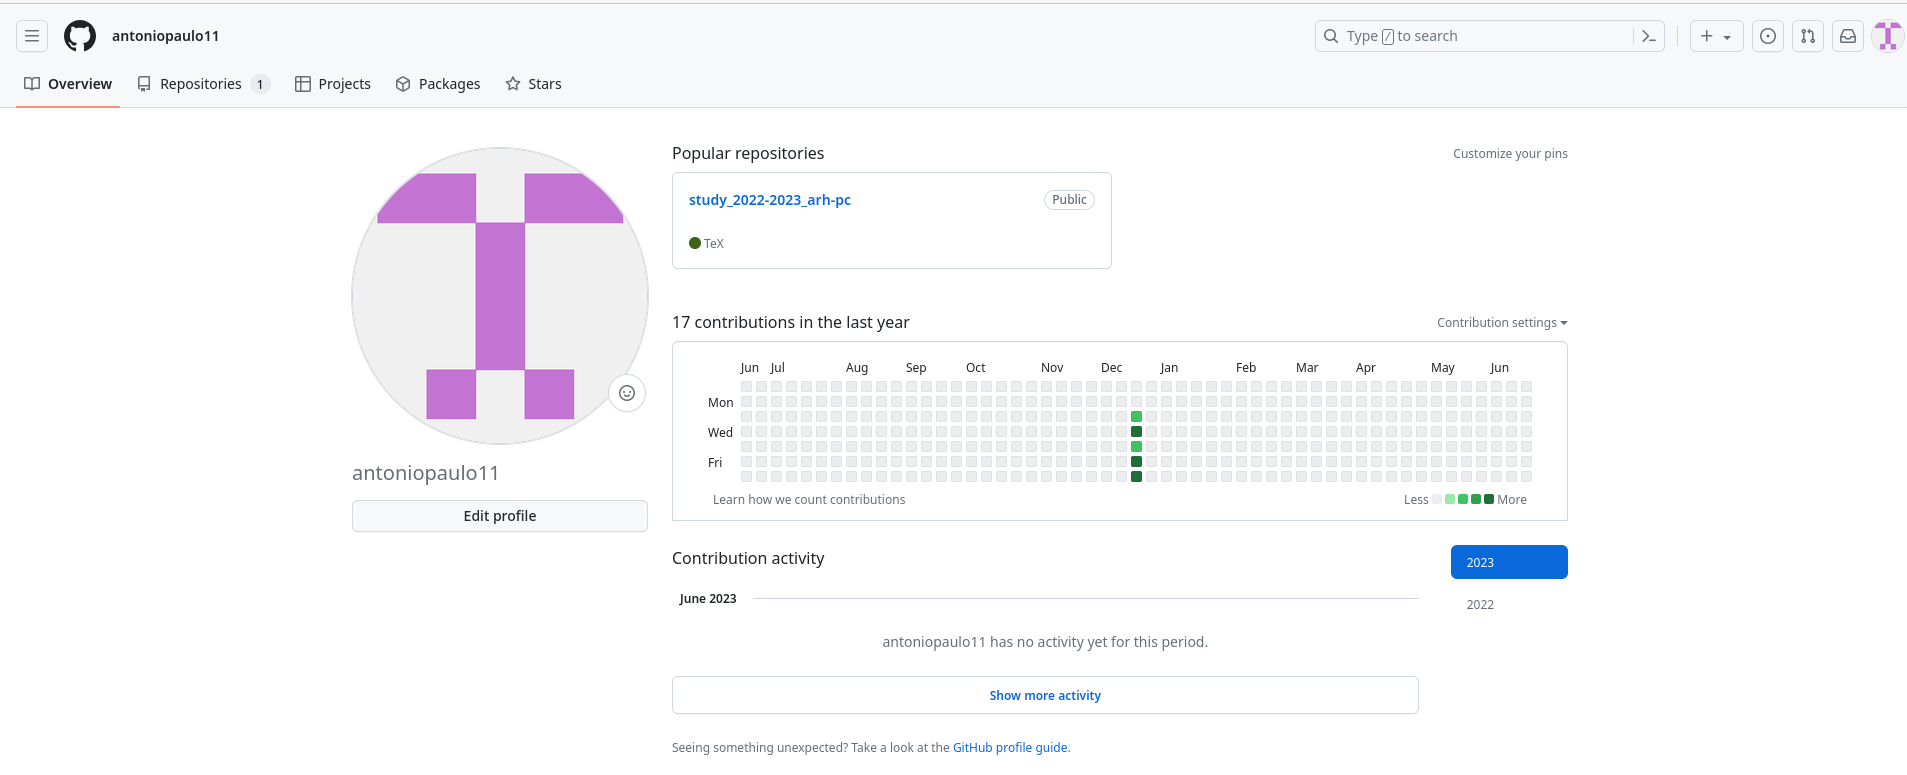 antoniopaulo11
Type / to search
Overview
Repositories 1
Projects
Packages
Stars
antoniopaulo11
Edit profile
Popular repositories
Customize your pins
study_2022-2023_arh-pc
Public
TeX
17 contributions in the last year
Contribution settings
Jun Jul Aug Sep Oct Nov Dec Jan Feb Mar Apr May Jun
Mon
Wed
Fri
Learn how we count contributions
Less More
Contribution activity
2023
2022
June 2023
antoniopaulo11 has no activity yet for this period.
Show more activity
Seeing something unexpected? Take a look at the GitHub profile guide.